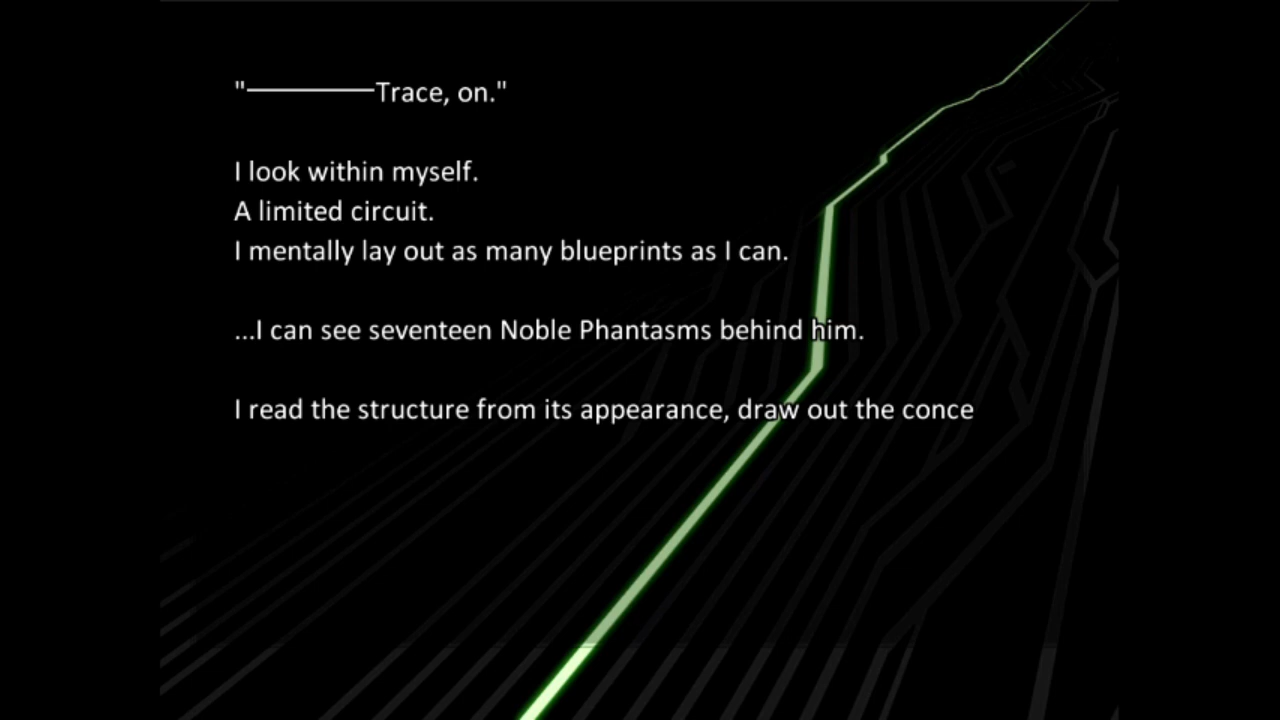 "————Trace, on."
I look within myself.
A limited circuit.
I mentally lay out as many blueprints as I can.
...I can see seventeen Noble Phantasms behind him.
I read the structure from its appearance, draw out the conce